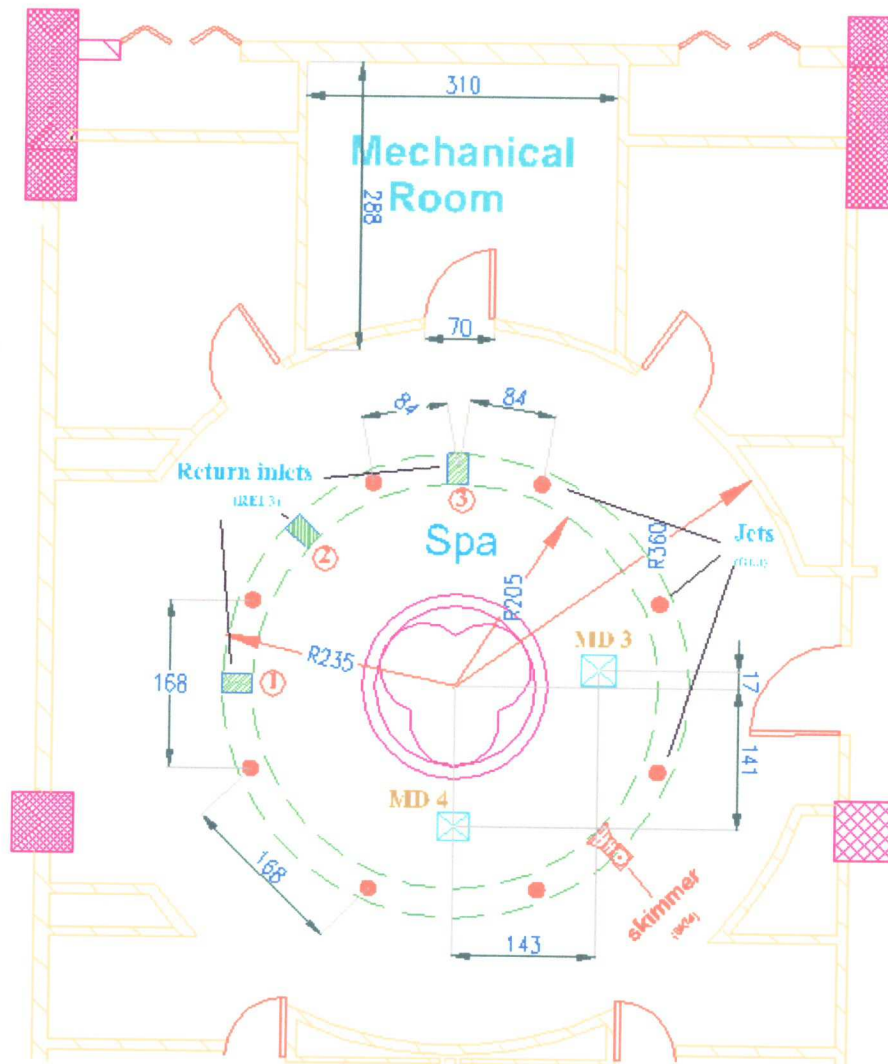 310
Mechanical
Room
288
70
84
84
Return inlets
3
2
Spa
Jets
R360
R205
R235
MD 3
168
1
17
141
MD 4
168
skimmer
143